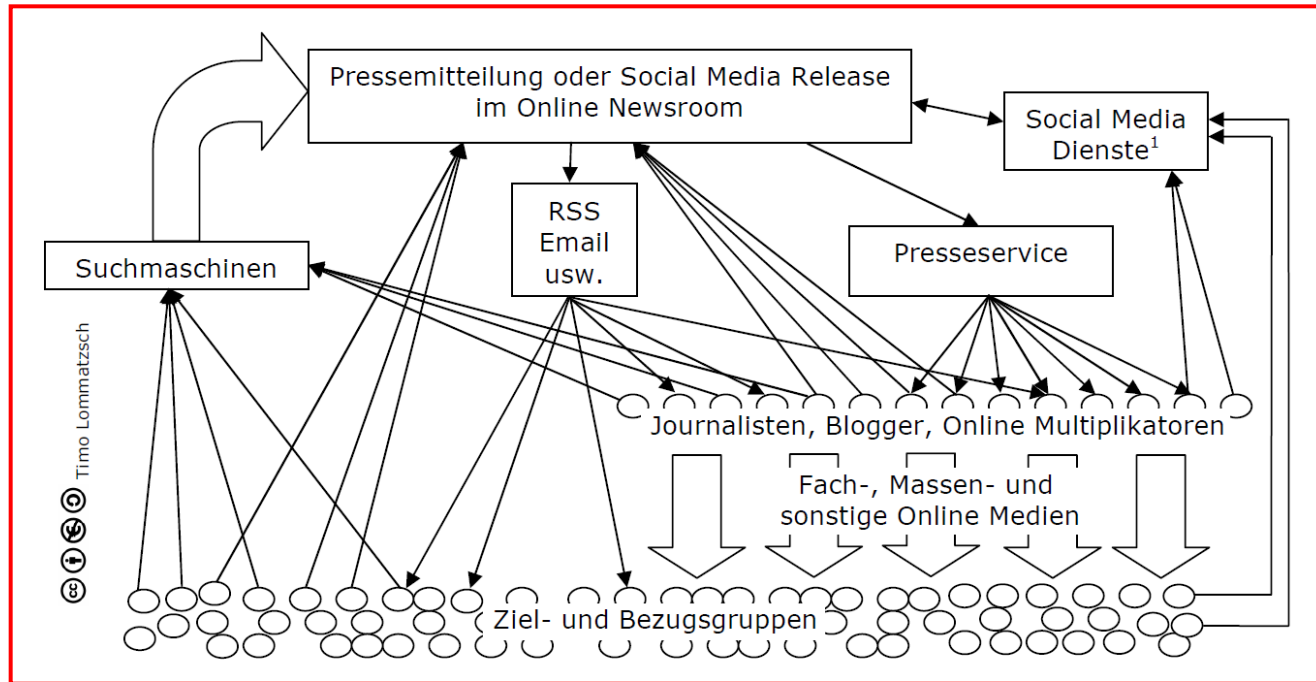 Pressemitteilung oder Social Media Release
im Online Newsroom
Social Media
Dienste¹
RSS
Email
usw.
Presseservice
Suchmaschinen
Timo Lommatzsch
cc
Journalisten, Blogger, Online Multiplikatoren
Fach-, Massen- und
sonstige Online Medien
Ziel- und Bezugsgruppen